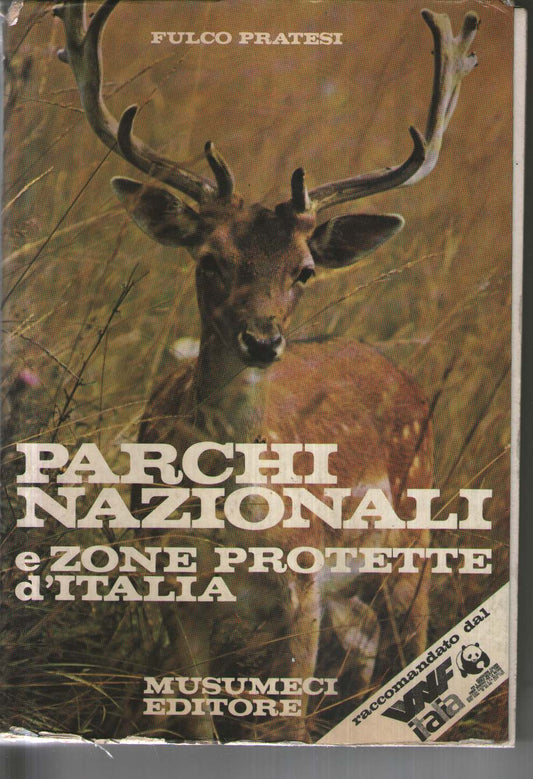 FULCO PRATESI
PARCHI
NAZIONALI
e ZONE PROTETTE
d'ITALIA
MUSUMECI
EDITORE
raccomandato dal
WWF
italia